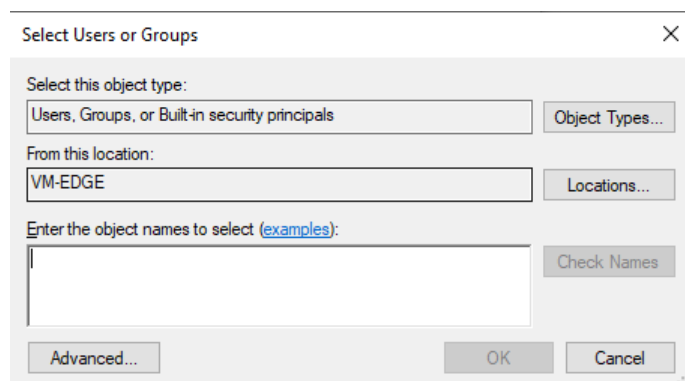 Select Users or Groups
Select this object type:
Users, Groups, or Built-in security principals
Object Types...
From this location:
VM-EDGE
Locations...
Enter the object names to select (examples):
Check Names
Advanced...
OK
Cancel